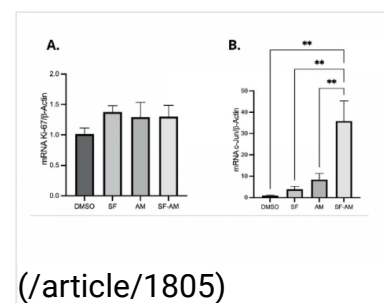 A.
B.
**
**
**
mRNA Ki-67/β-Actin
2.0
1.5
1.0
0.5
0.0
DMSO SF AM SF-AM
mRNA c-Jun/β-Actin
50
40
30
20
10
0
DMSO SF AM SF-AM
(/article/1805)